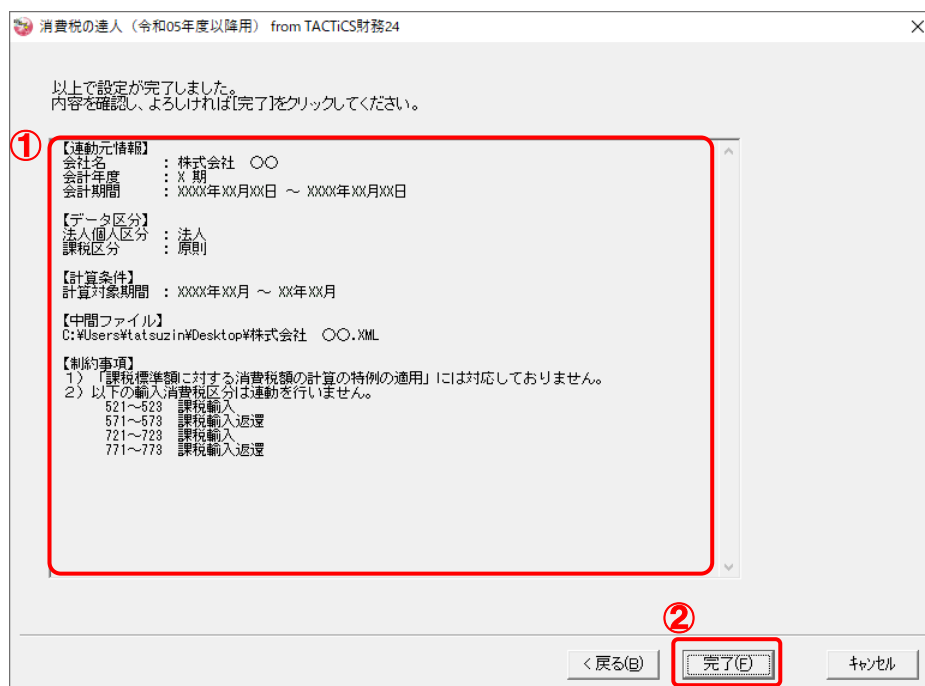 消費税の達人（令和05年度以降用） from TACTiCS財務24
以上で設定が完了しました。
内容を確認し、よろしければ[完了]をクリックしてください。
①
【連動元情報】
会社名 : 株式会社　〇〇
会計年度 : X 期
会計期間 : XXXX年XX月XX日 ～ XXXX年XX月XX日
【データ区分】
法人個人区分 : 法人
課税区分 : 原則
【計算条件】
計算対象期間 : XXXX年XX月 ～ XX年XX月
【中間ファイル】
C:¥Users¥tatsuzin¥Desktop¥株式会社　〇〇.XML
【制約事項】
1）「課税標準額に対する消費税額の計算の特例の適用」には対応しておりません。
2）以下の輸入消費税区分は連動を行いません。
521～523　課税輸入
571～573　課税輸入返還
721～723　課税輸入
771～773　課税輸入返還
②
< 戻る(B)
完了(F)
キャンセル